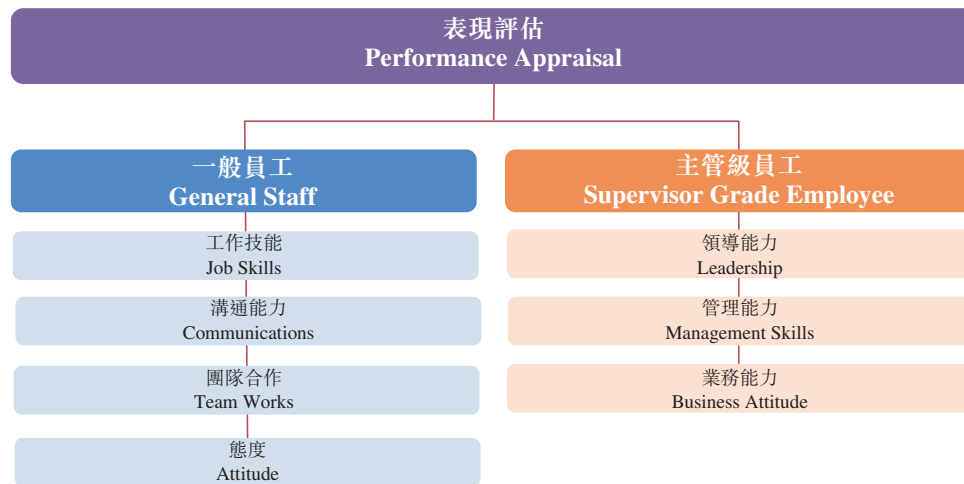 表現評估
Performance Appraisal
一般員工
General Staff
工作技能
Job Skills
溝通能力
Communications
團隊合作
Team Works
態度
Attitude
主管級員工
Supervisor Grade Employee
領導能力
Leadership
管理能力
Management Skills
業務能力
Business Attitude